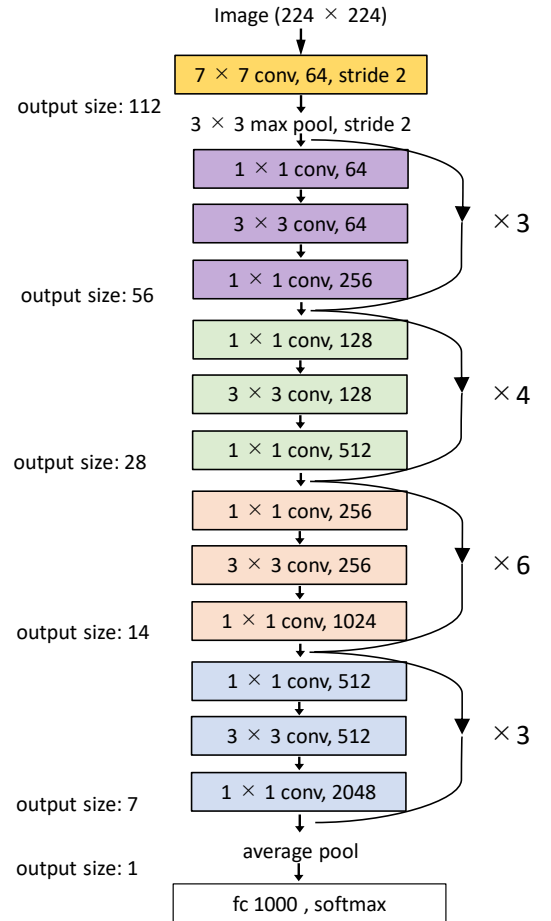 Image (224 × 224)
7 × 7 conv, 64, stride 2
output size: 112
3 × 3 max pool, stride 2
1 × 1 conv, 64
3 × 3 conv, 64
×3
1 × 1 conv, 256
output size: 56
1 × 1 conv, 128
3 × 3 conv, 128
×4
1 × 1 conv, 512
output size: 28
1 × 1 conv, 256
3 × 3 conv, 256
×6
1 × 1 conv, 1024
output size: 14
1 × 1 conv, 512
3 × 3 conv, 512
×3
1 × 1 conv, 2048
output size: 7
average pool
output size: 1
fc 1000 , softmax